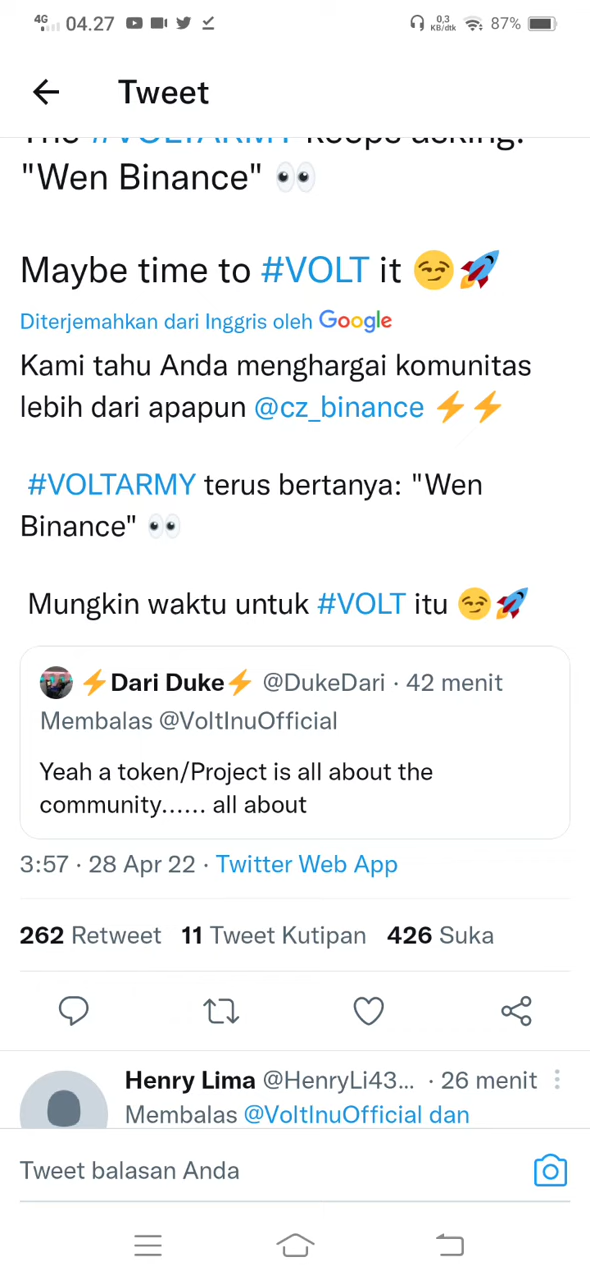 4G 04.27 0,3 KB/dtk 87%
Tweet
The #VOLTARMY keeps asking:
"Wen Binance" 👀
Maybe time to #VOLT it 😏🚀
Diterjemahkan dari Inggris oleh Google
Kami tahu Anda menghargai komunitas
lebih dari apapun @cz_binance ⚡⚡
#VOLTARMY terus bertanya: "Wen
Binance" 👀
Mungkin waktu untuk #VOLT itu 😏🚀
⚡Dari Duke⚡ @DukeDari · 42 menit
Membalas @VoltInuOfficial
Yeah a token/Project is all about the
community...... all about
3:57 · 28 Apr 22 · Twitter Web App
262 Retweet 11 Tweet Kutipan 426 Suka
Henry Lima @HenryLi43... · 26 menit
Membalas @VoltInuOfficial dan
Tweet balasan Anda